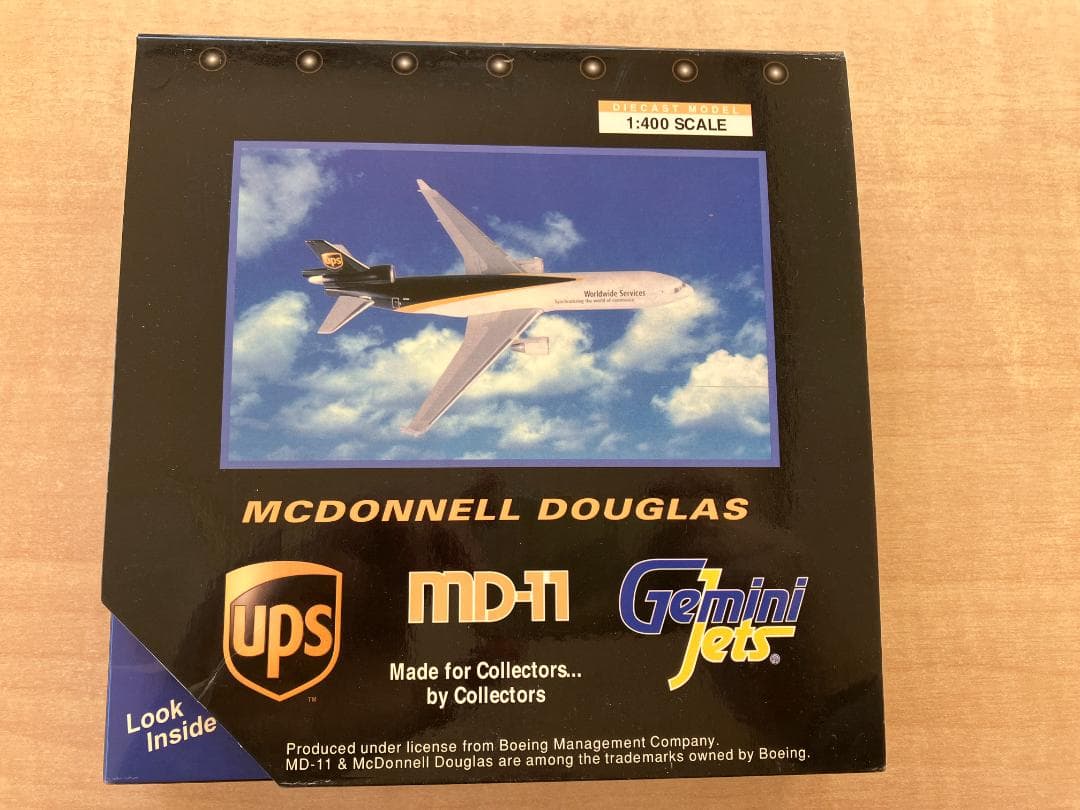 DIECAST MODEL
1:400 SCALE
ups
Worldwide Services
Synchronizing the world of commerce
MCDONNELL DOUGLAS
ups
TM
MD-11
Gemini
Jets
®
Made for Collectors...
by Collectors
Look
Inside
Produced under license from Boeing Management Company.
MD-11 & McDonnell Douglas are among the trademarks owned by Boeing.